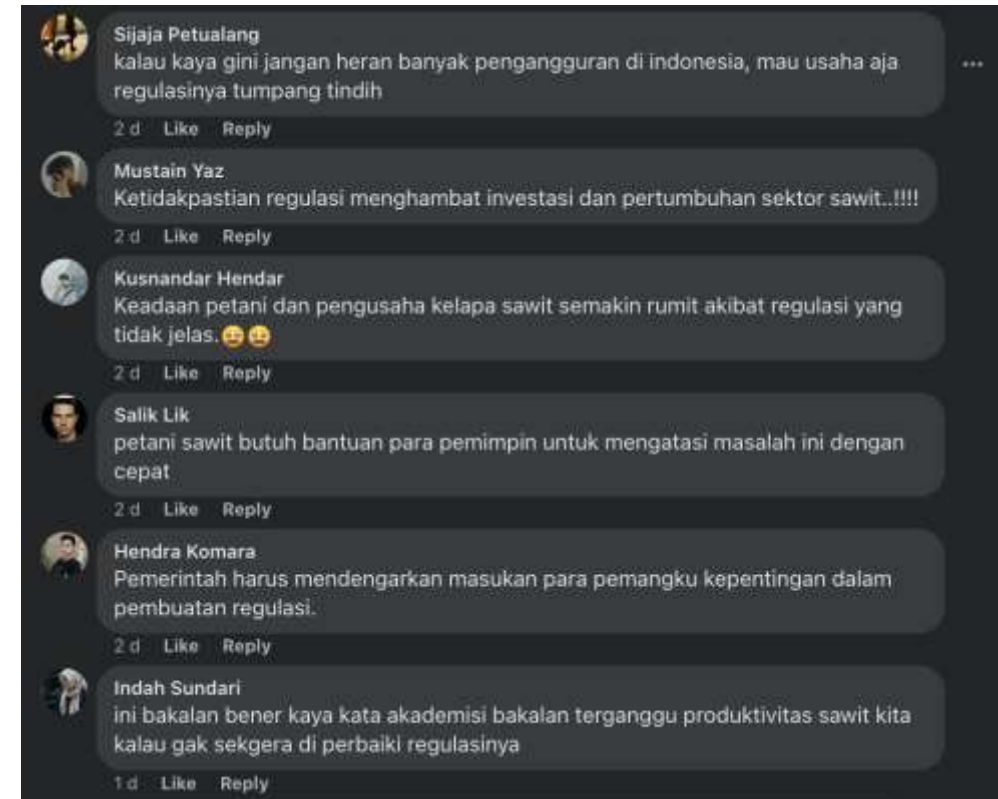 Sijaja Petualang
kalau kaya gini jangan heran banyak pengangguran di indonesia, mau usaha aja
regulasinya tumpang tindih
2 d Like Reply
Mustain Yaz
Ketidakpastian regulasi menghambat investasi dan pertumbuhan sektor sawit..!!!!
2 d Like Reply
Kusnandar Hendar
Keadaan petani dan pengusaha kelapa sawit semakin rumit akibat regulasi yang
tidak jelas.😑😑
2 d Like Reply
Salik Lik
petani sawit butuh bantuan para pemimpin untuk mengatasi masalah ini dengan
cepat
2 d Like Reply
Hendra Komara
Pemerintah harus mendengarkan masukan para pemangku kepentingan dalam
pembuatan regulasi.
2 d Like Reply
Indah Sundari
ini bakalan bener kaya kata akademisi bakalan terganggu produktivitas sawit kita
kalau gak sekgera di perbaiki regulasinya
1 d Like Reply